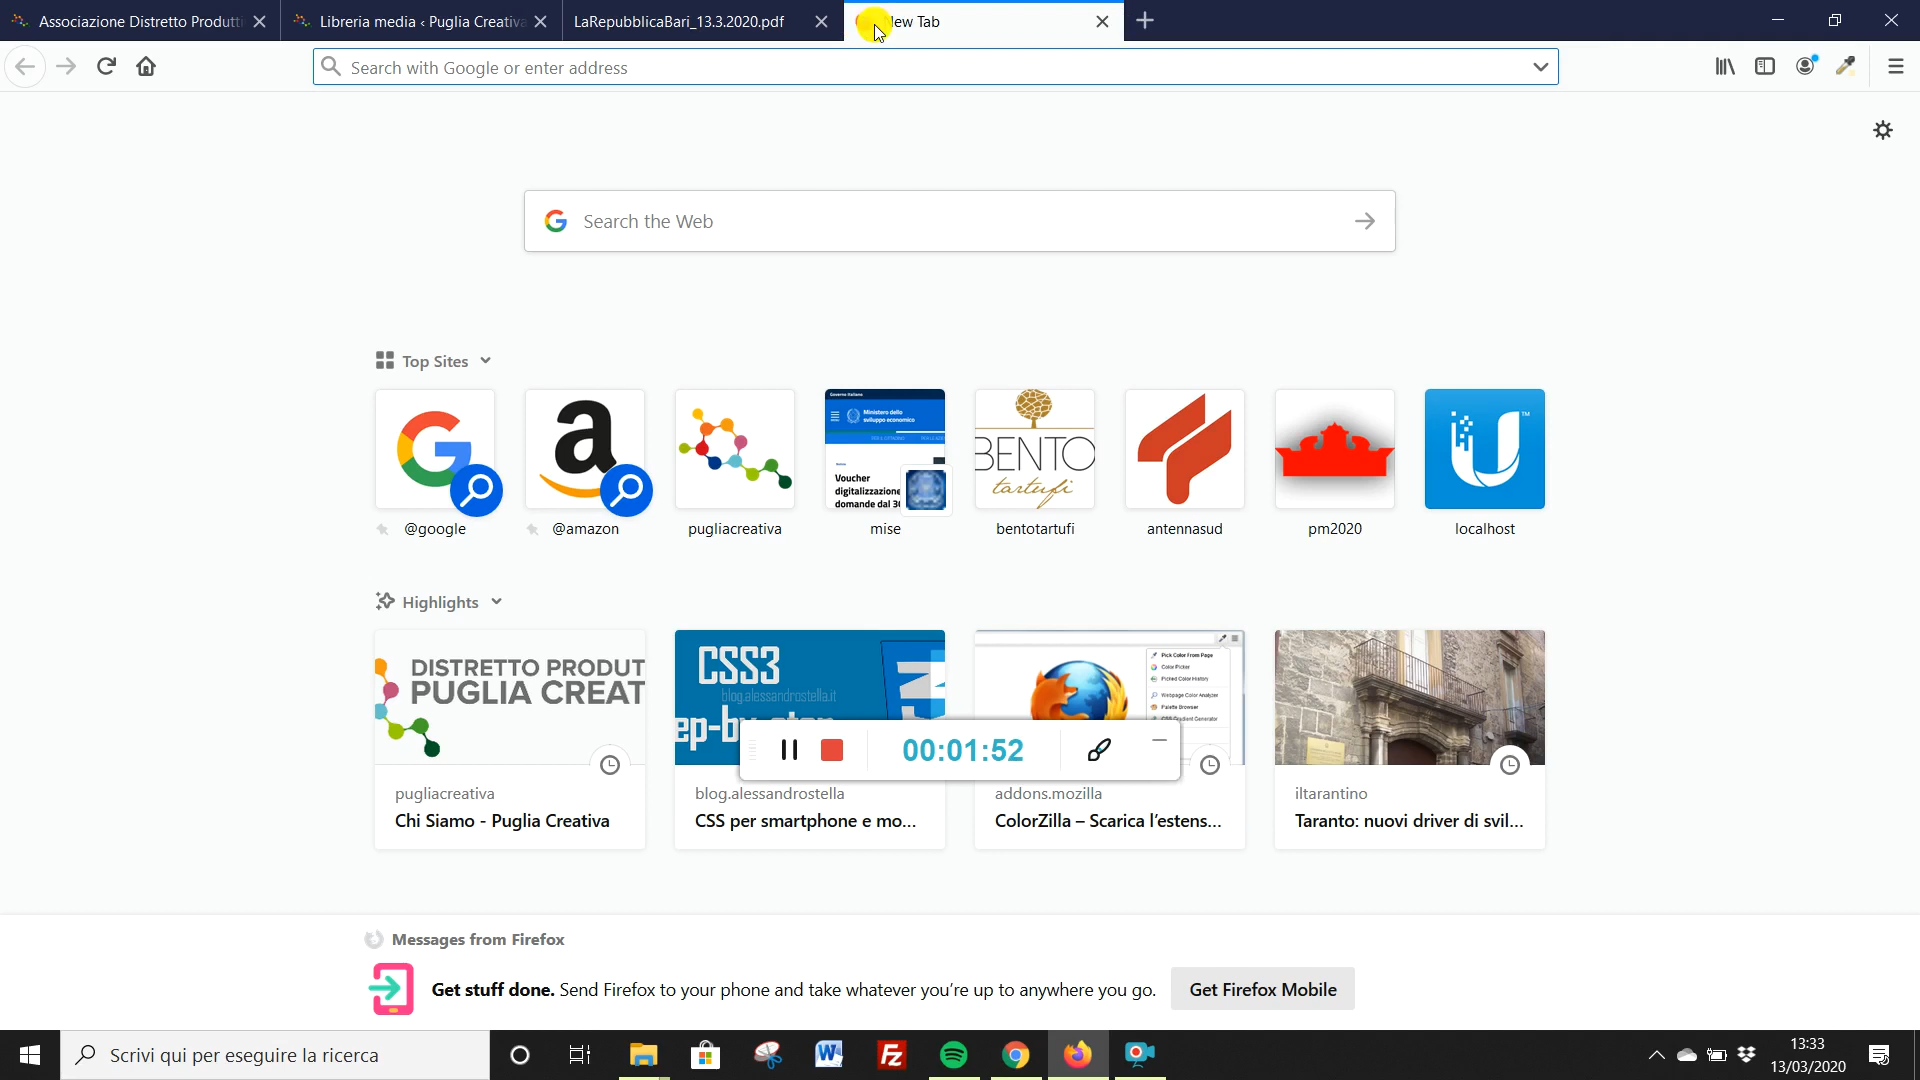 Associazione Distretto Produtti
Libreria media ‹ Puglia Creativa
LaRepubblicaBari_13.3.2020.pdf
ew Tab
Search with Google or enter address
Search the Web
Top Sites
Governo Italiano
Ministero dello
sviluppo economico
Voucher
digitalizzazione
domande dal 30
BENTO
tartufi
@google
@amazon
pugliacreativa
mise
bentotartufi
antennasud
pm2020
localhost
Highlights
DISTRETTO PRODUT
PUGLIA CREAT
CSS3
blog.alessandrostella.it
ep-by-step
Pick Color From Page
Color Picker
Picked Color History
Webpage Color Analyzer
Palette Browser
CSS Gradient Generator
00:01:52
pugliacreativa
Chi Siamo - Puglia Creativa
blog.alessandrostella
CSS per smartphone e mo...
addons.mozilla
ColorZilla – Scarica l'estens...
iltarantino
Taranto: nuovi driver di svil...
Messages from Firefox
Get stuff done. Send Firefox to your phone and take whatever you're up to anywhere you go.
Get Firefox Mobile
Scrivi qui per eseguire la ricerca
13:33
13/03/2020